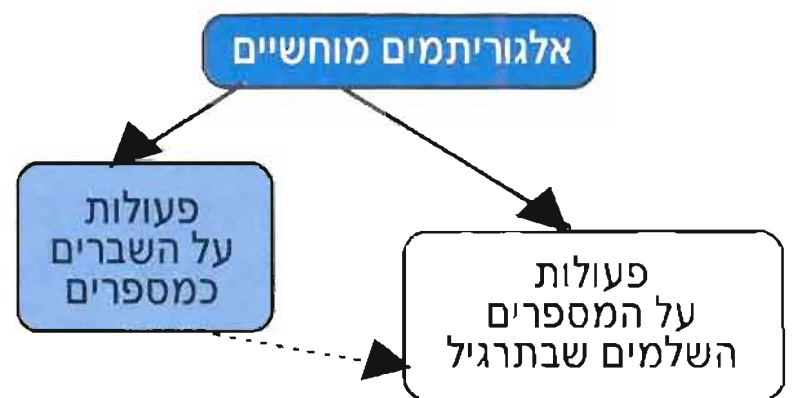 אלגוריתמים מוחשיים
פעולות
על השברים
כמספרים
פעולות
על המספרים
השלמים שבתרגיל